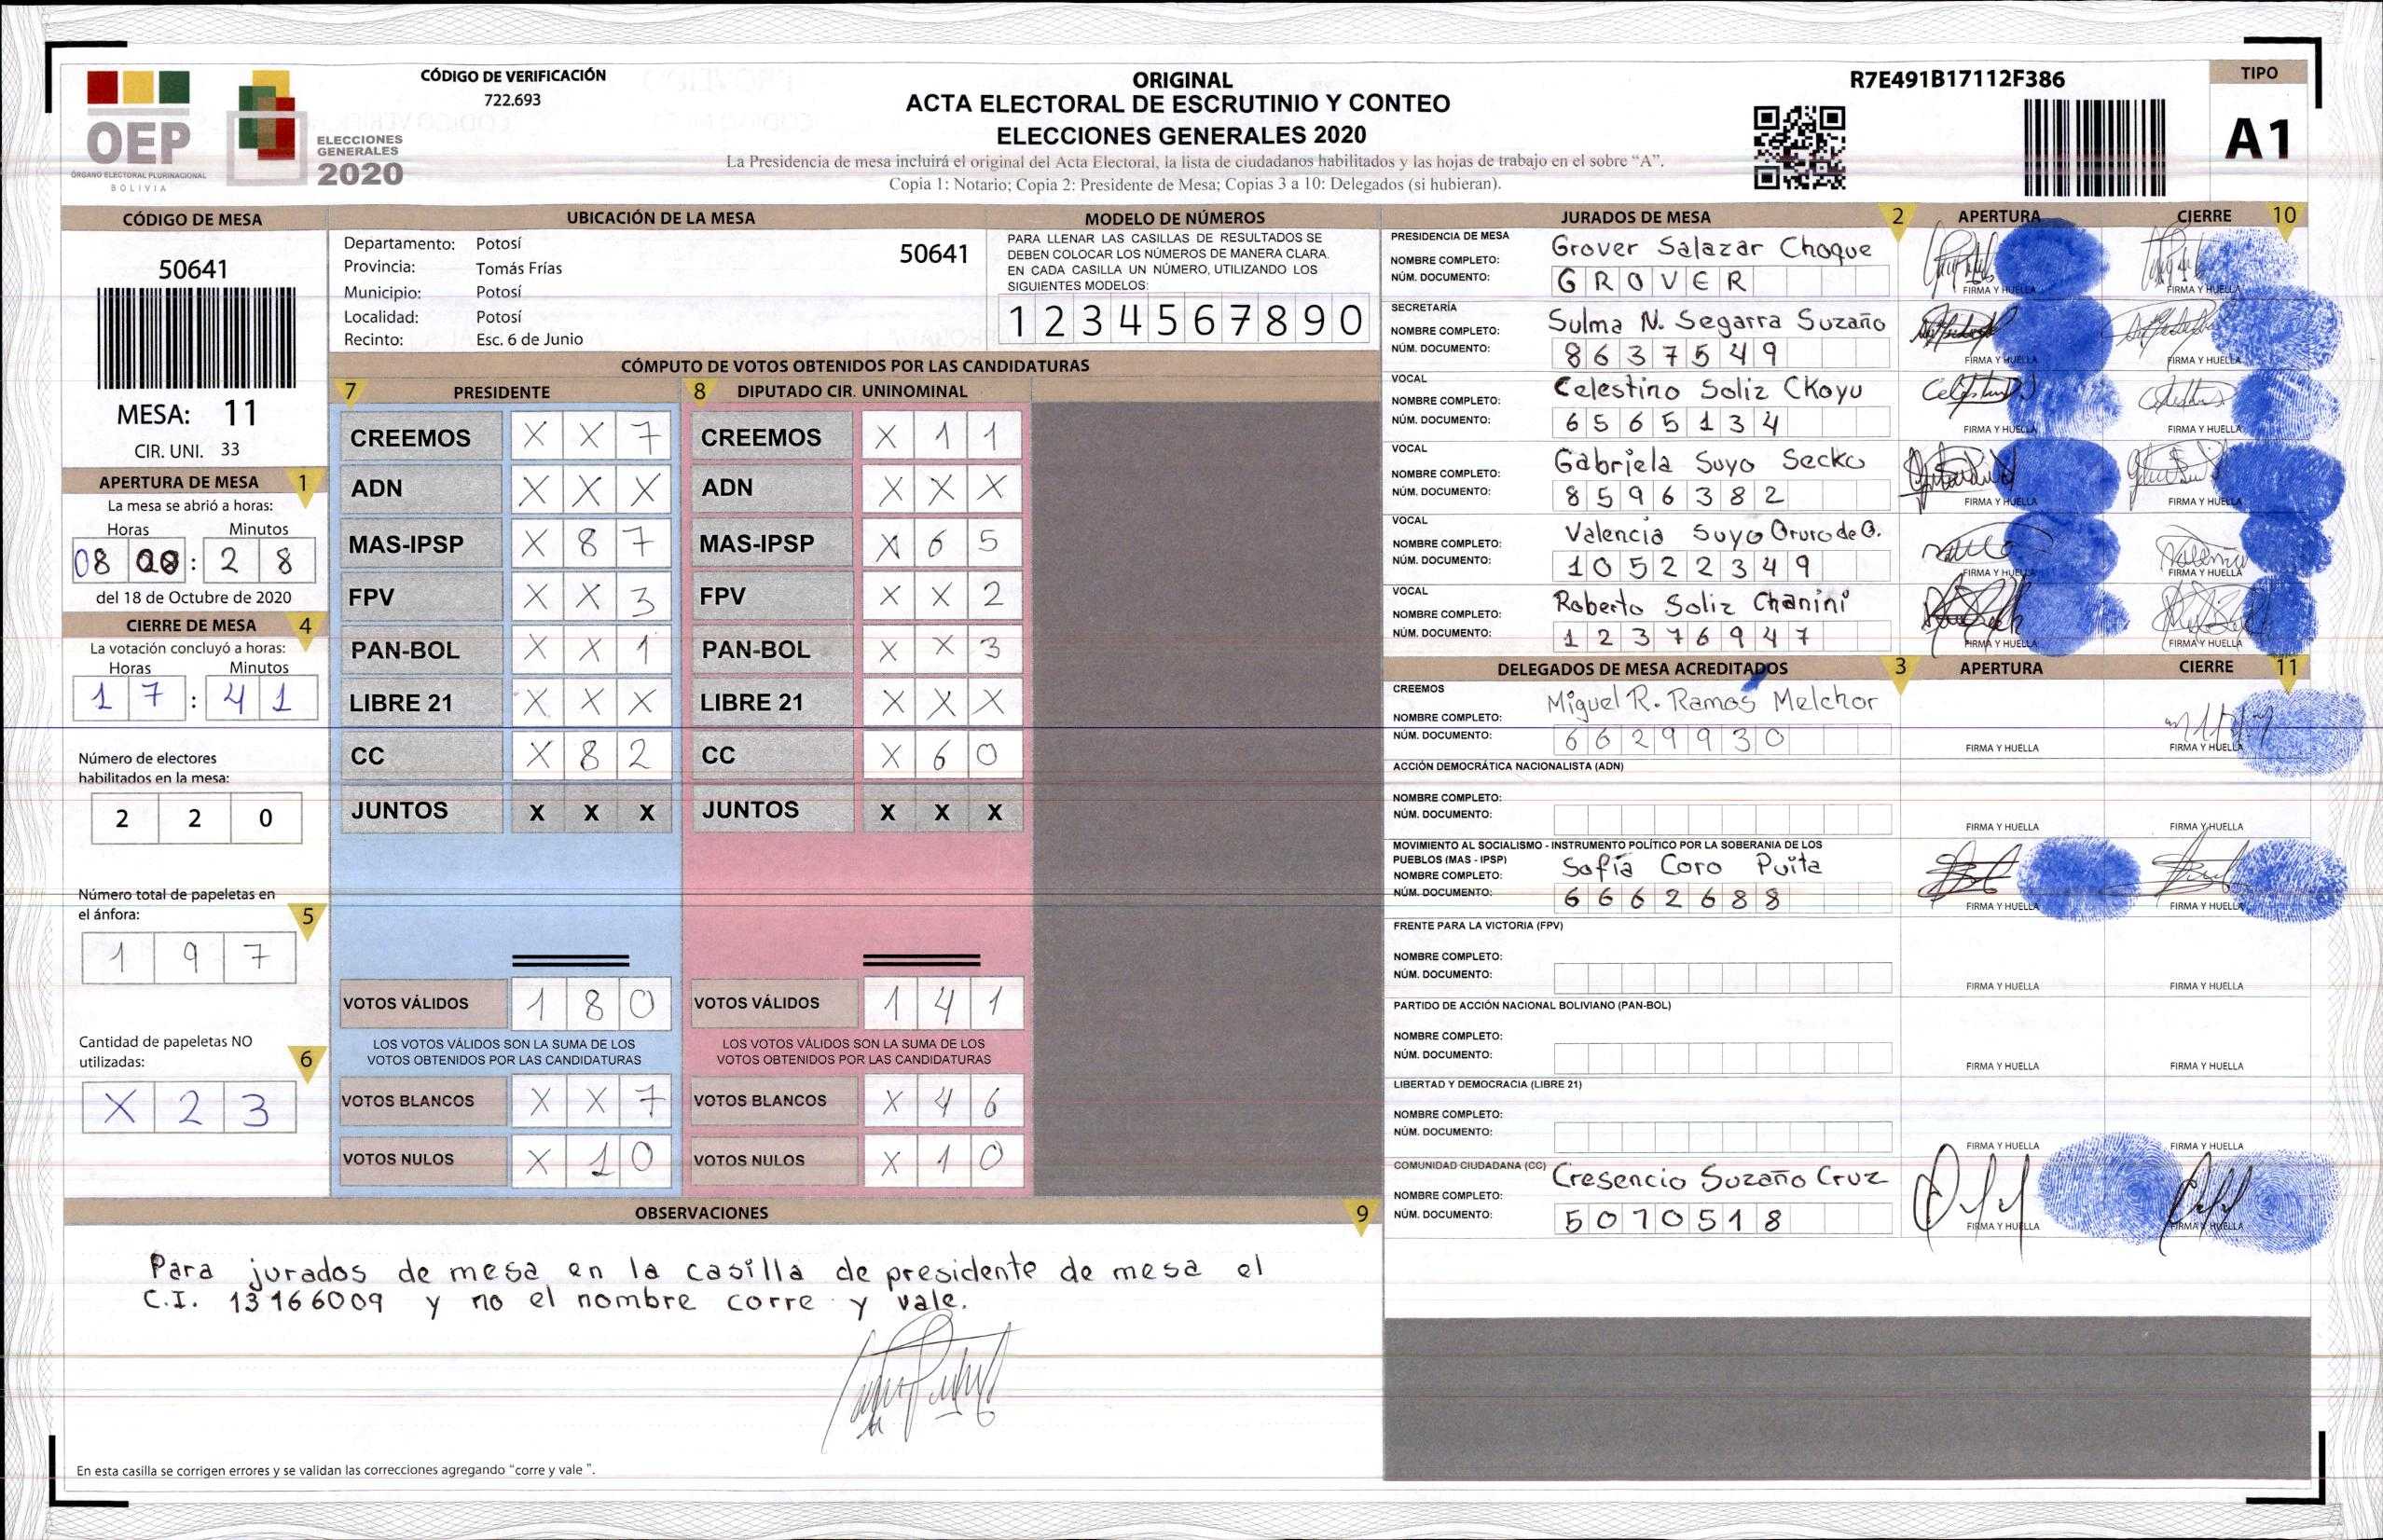 OEP
ÓRGANO ELECTORAL PLURINACIONAL
BOLIVIA
ELECCIONES
GENERALES
2020
CÓDIGO DE VERIFICACIÓN
722.693
ORIGINAL
ACTA ELECTORAL DE ESCRUTINIO Y CONTEO
ELECCIONES GENERALES 2020
La Presidencia de mesa incluirá el original del Acta Electoral, la lista de ciudadanos habilitados y las hojas de trabajo en el sobre “A”.
Copia 1: Notario; Copia 2: Presidente de Mesa; Copias 3 a 10: Delegados (si hubieran).
R7E491B17112F386
TIPO
A1
CÓDIGO DE MESA
50641
MESA: 11
CIR. UNI. 33
APERTURA DE MESA 1
La mesa se abrió a horas:
Horas Minutos
08 : 2 8
del 18 de Octubre de 2020
CIERRE DE MESA 4
La votación concluyó a horas:
Horas Minutos
1 7 : 4 1
Número de electores
habilitados en la mesa:
2 2 0
Número total de papeletas en
el ánfora: 5
1 9 7
Cantidad de papeletas NO
utilizadas: 6
X 2 3
UBICACIÓN DE LA MESA
Departamento: Potosí 50641
Provincia: Tomás Frías
Municipio: Potosí
Localidad: Potosí
Recinto: Esc. 6 de Junio
MODELO DE NÚMEROS
PARA LLENAR LAS CASILLAS DE RESULTADOS SE
DEBEN COLOCAR LOS NÚMEROS DE MANERA CLARA.
EN CADA CASILLA UN NÚMERO, UTILIZANDO LOS
SIGUIENTES MODELOS:
1 2 3 4 5 6 7 8 9 0
CÓMPUTO DE VOTOS OBTENIDOS POR LAS CANDIDATURAS
7 PRESIDENTE
CREEMOS X X 7
ADN X X X
MAS-IPSP X 8 7
FPV X X 3
PAN-BOL X X 1
LIBRE 21 X X X
CC X 8 2
JUNTOS X X X
VOTOS VÁLIDOS 1 8 0
LOS VOTOS VÁLIDOS SON LA SUMA DE LOS
VOTOS OBTENIDOS POR LAS CANDIDATURAS
VOTOS BLANCOS X X 7
VOTOS NULOS X 1 0
8 DIPUTADO CIR. UNINOMINAL
CREEMOS X 1 1
ADN X X X
MAS-IPSP X 6 5
FPV X X 2
PAN-BOL X X 3
LIBRE 21 X X X
CC X 6 0
JUNTOS X X X
VOTOS VÁLIDOS 1 4 1
LOS VOTOS VÁLIDOS SON LA SUMA DE LOS
VOTOS OBTENIDOS POR LAS CANDIDATURAS
VOTOS BLANCOS X 4 6
VOTOS NULOS X 1 0
OBSERVACIONES 9
Para jurados de mesa en la casilla de presidente de mesa el
C.I. 13166009 y no el nombre corre y vale.
En esta casilla se corrigen errores y se validan las correcciones agregando “corre y vale ”.
JURADOS DE MESA 2 APERTURA CIERRE 10
PRESIDENCIA DE MESA
NOMBRE COMPLETO: Grover Salazar Choque
NÚM. DOCUMENTO: G R O V E R
FIRMA Y HUELLA FIRMA Y HUELLA
SECRETARÍA
NOMBRE COMPLETO: Sulma N. Segarra Suzaño
NÚM. DOCUMENTO: 8 6 3 7 5 4 9
FIRMA Y HUELLA FIRMA Y HUELLA
VOCAL
NOMBRE COMPLETO: Celestino Soliz CKoyu
NÚM. DOCUMENTO: 6 5 6 5 1 3 4
FIRMA Y HUELLA FIRMA Y HUELLA
VOCAL
NOMBRE COMPLETO: Gabriela Suyo Secko
NÚM. DOCUMENTO: 8 5 9 6 3 8 2
FIRMA Y HUELLA FIRMA Y HUELLA
VOCAL
NOMBRE COMPLETO: Valencia Suyo Oruro de O.
NÚM. DOCUMENTO: 1 0 5 2 2 3 4 9
FIRMA Y HUELLA FIRMA Y HUELLA
VOCAL
NOMBRE COMPLETO: Roberto Soliz Chanini
NÚM. DOCUMENTO: 1 2 3 7 6 9 4 7
FIRMA Y HUELLA FIRMA Y HUELLA
DELEGADOS DE MESA ACREDITADOS 3 APERTURA CIERRE 11
CREEMOS
NOMBRE COMPLETO: Miguel R. Ramos Melchor
NÚM. DOCUMENTO: 6 6 2 9 9 3 0
FIRMA Y HUELLA FIRMA Y HUELLA
ACCIÓN DEMOCRÁTICA NACIONALISTA (ADN)
NOMBRE COMPLETO:
NÚM. DOCUMENTO:
FIRMA Y HUELLA FIRMA Y HUELLA
MOVIMIENTO AL SOCIALISMO - INSTRUMENTO POLÍTICO POR LA SOBERANIA DE LOS
PUEBLOS (MAS - IPSP)
NOMBRE COMPLETO: Sofía Coro Puita
NÚM. DOCUMENTO: 6 6 6 2 6 8 8
FIRMA Y HUELLA FIRMA Y HUELLA
FRENTE PARA LA VICTORIA (FPV)
NOMBRE COMPLETO:
NÚM. DOCUMENTO:
FIRMA Y HUELLA FIRMA Y HUELLA
PARTIDO DE ACCIÓN NACIONAL BOLIVIANO (PAN-BOL)
NOMBRE COMPLETO:
NÚM. DOCUMENTO:
FIRMA Y HUELLA FIRMA Y HUELLA
LIBERTAD Y DEMOCRACIA (LIBRE 21)
NOMBRE COMPLETO:
NÚM. DOCUMENTO:
FIRMA Y HUELLA FIRMA Y HUELLA
COMUNIDAD CIUDADANA (CC)
NOMBRE COMPLETO: Cresencio Suzaño Cruz
NÚM. DOCUMENTO: 5 0 7 0 5 1 8
FIRMA Y HUELLA FIRMA Y HUELLA